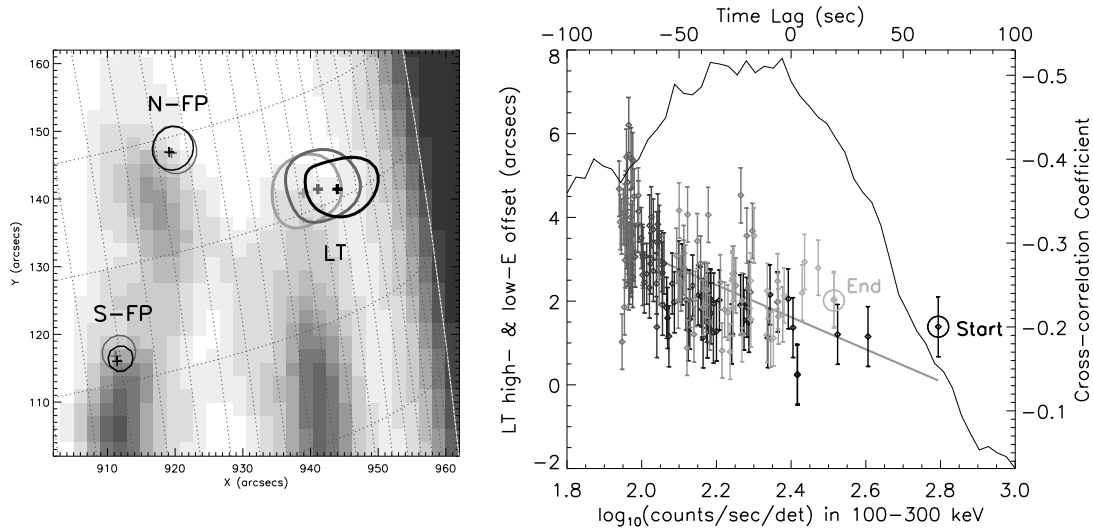 160
150
140
130
120
110
Y (arcsecs)
910 920 930 940 950 960
X (arcsecs)
N-FP
LT
S-FP
Time Lag (sec)
-100 -50 0 50 100
8
6
4
2
0
-2
LT high- & low-E offset (arcsecs)
-0.5
-0.4
-0.3
-0.2
-0.1
Cross-correlation Coefficient
End
Start
1.8 2.0 2.2 2.4 2.6 2.8 3.0
log10(counts/sec/det) in 100-300 keV